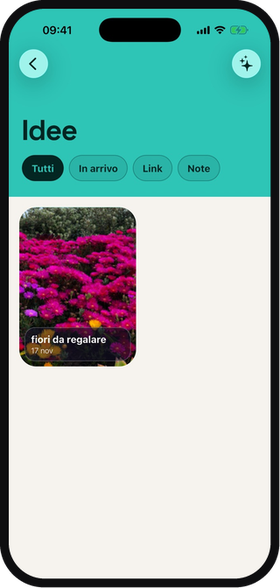 09:41
Idee
Tutti
In arrivo
Link
Note
fiori da regalare
17 nov